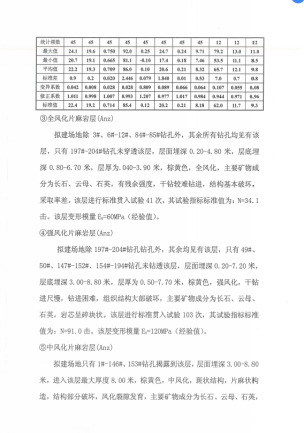 统计频数 45 45 45 45 45 45 45 45 12 12 12
最大值 24.1 19.6 0.750 92.0 0.25 24.7 0.24 9.71 79.2 13.0 11.0
最小值 20.7 19.1 0.665 81.1 -0.10 17.4 0.18 7.46 53.5 11.1 8.5
平均值 22.2 19.3 0.709 86.0 0.10 20.6 0.21 8.32 69.7 12.1 9.8
标准差 0.9 0.2 0.020 2.446 0.079 1.840 0.01 0.53 7.0 0.7 0.8
变异系数 0.042 0.008 0.028 0.028 0.809 0.089 0.066 0.064 0.107 0.055 0.08
修正系数 1.011 0.998 1.007 0.993 1.207 0.977 1.017 0.984 0.944 0.971 0.96
标准值 22.4 19.2 0.714 85.4 0.12 20.2 0.21 8.18 62.0 11.7 9.3
③全风化片麻岩层(Anz)
拟建场地除 3#、6#-12#、84#-85#钻孔外，其余所有钻孔均见有该
层，只有 197#-204#钻孔未穿透该层，层面埋深 0.20-4.80 米，层底埋
深 0.80-6.70 米，层厚为.040-3.90 米，棕黄色，全风化，主要矿物成
分为长石、云母、石英，有残余强度，干钻较难钻进，结构基本破坏。
采取率差。该层进行标准贯入试验 41 次，其试验指标标准值为：N=34.1
击、该层变形模量 E₀=60MPa（经验值）。
④强风化片麻岩层(Anz)
拟建场地除 197#-204#钻孔钻孔外，其余均见有该层，只有 49#、
50#、147#-152#、154#-194#钻孔未钻透该层，层面埋深 0.20-7.20 米，
层底埋深 3.00-8.80 米，层厚为 0.50-7.70 米，棕黄色，强风化，干钻
进尺慢，钻进困难，组织结构大部破坏，主要矿物成分为长石、云母、
石英，岩芯呈碎块状。该层进行标准贯入试验 103 次，其试验指标标准
值为：N=91.0 击、该层变形模量 E₀=120MPa（经验值）。
⑤中风化片麻岩层(Anz)
拟建场地只有 1#-146#、153#钻孔揭露到该层，层面埋深 3.00-8.80
米，进入该层最大厚度 8.00 米，棕黄色，中风化，斑状结构，片麻状构
造，结构部分破坏，风化裂隙发育，主要矿物成分为长石、云母、石英，